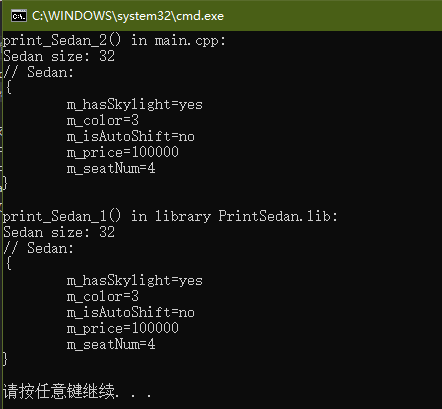 C:\WINDOWS\system32\cmd.exe
print_Sedan_2() in main.cpp:
Sedan size: 32
// Sedan:
{
        m_hasSkylight=yes
        m_color=3
        m_isAutoShift=no
        m_price=100000
        m_seatNum=4
}
print_Sedan_1() in library PrintSedan.lib:
Sedan size: 32
// Sedan:
{
        m_hasSkylight=yes
        m_color=3
        m_isAutoShift=no
        m_price=100000
        m_seatNum=4
}
请按任意键继续. . .